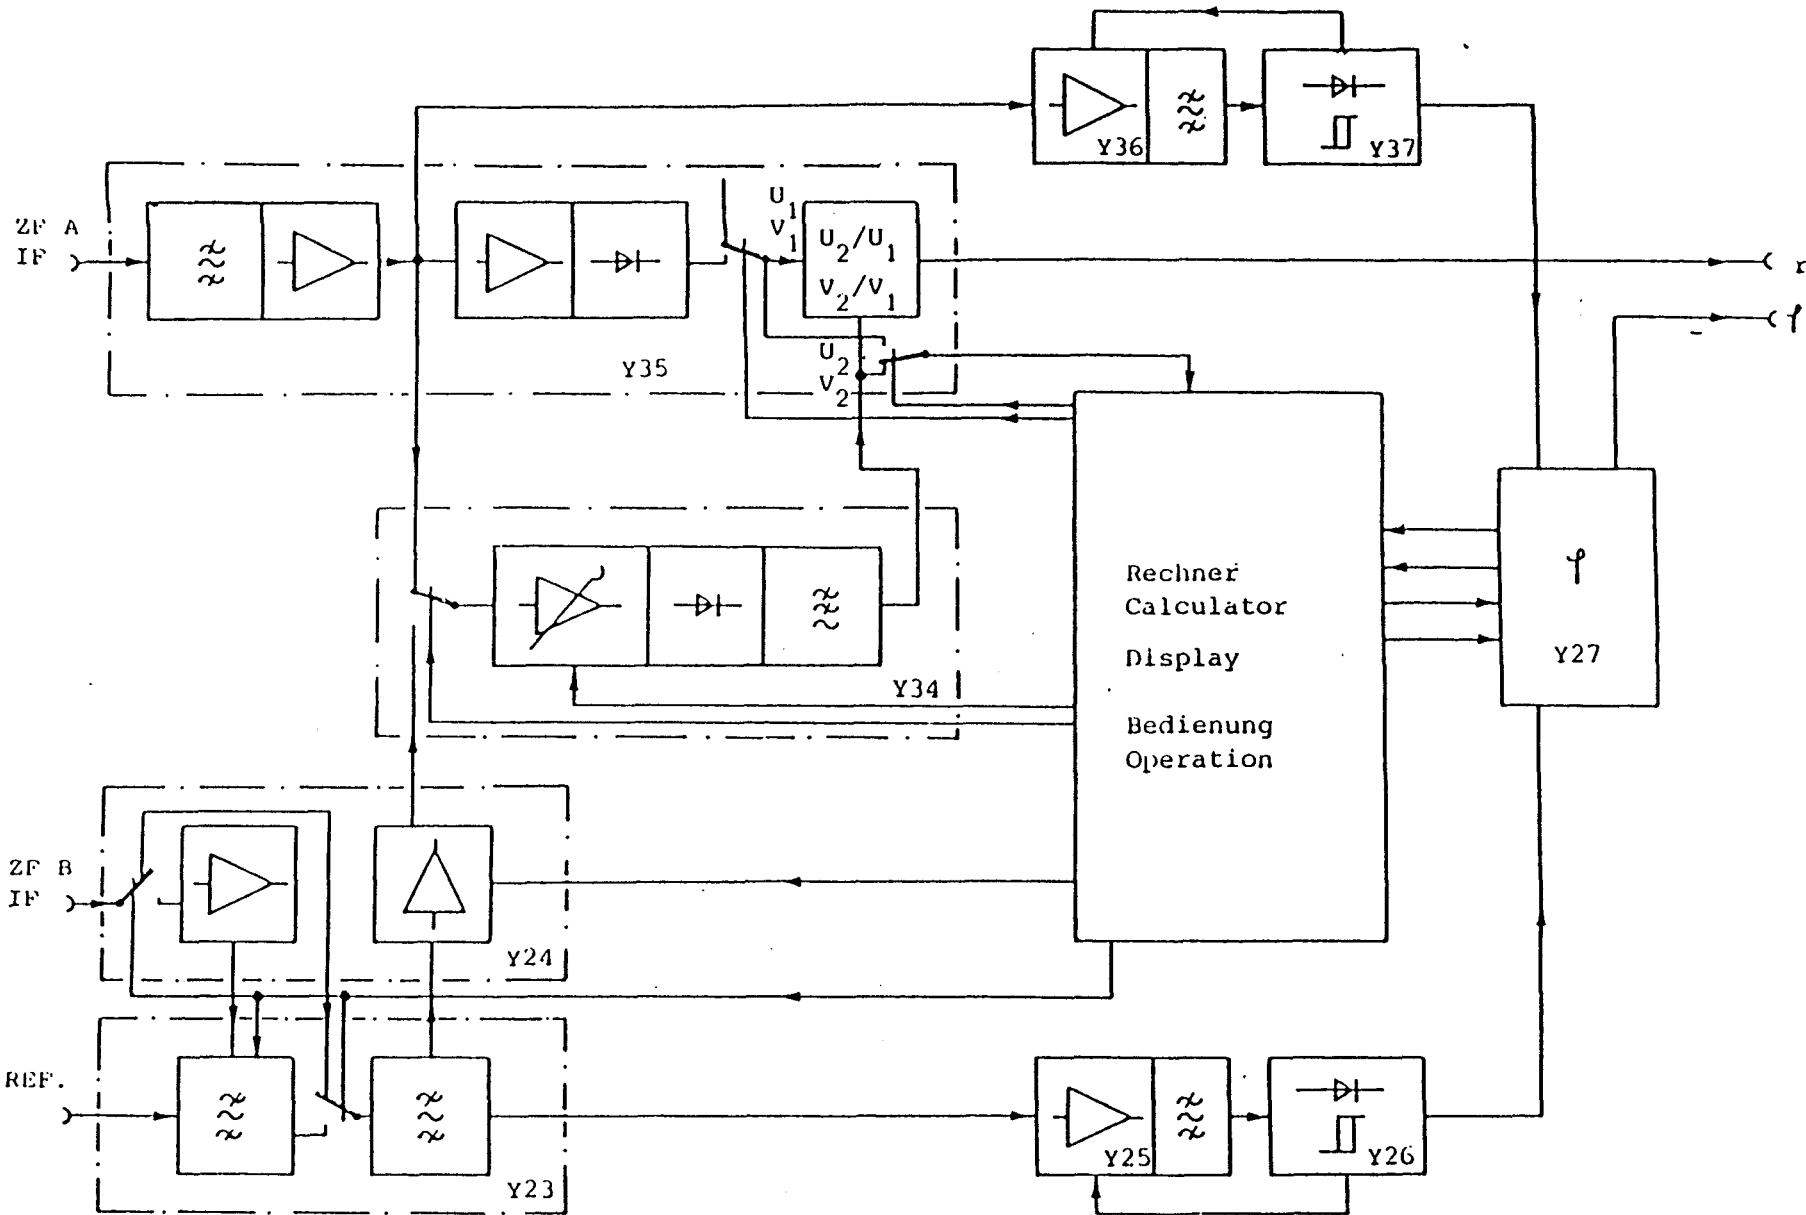 Y36
Y37
ZF A
IF
U1
V1
U2/U1
V2/V1
r
φ
Y35
U2
V2
Rechner
Calculator
Display
Bedienung
Operation
φ
Y27
Y34
ZF B
IF
Y24
REF.
Y23
Y25
Y26